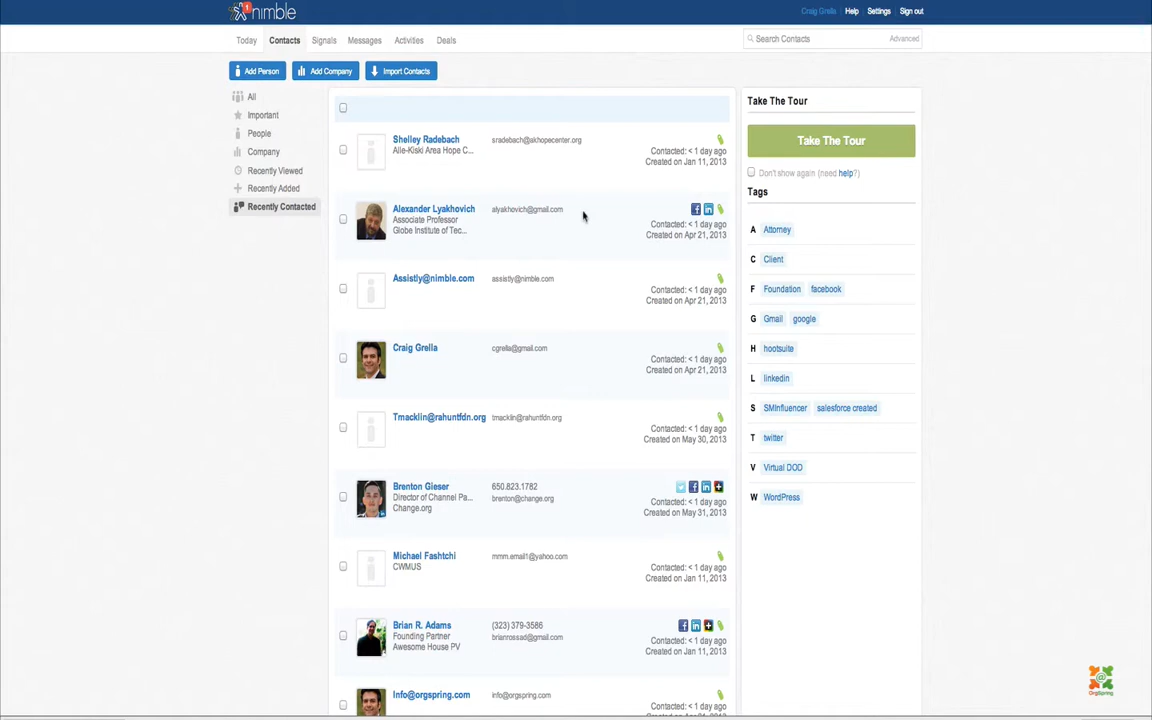 1
nimble
Craig Grella Help Settings Sign out
Today Contacts Signals Messages Activities Deals
Search Contacts Advanced
Add Person Add Company Import Contacts
All
Important
People
Company
Recently Viewed
Recently Added
Recently Contacted
Shelley Radebach sradebach@akhopecenter.org
Alle-Kiski Area Hope C...
Contacted: < 1 day ago
Created on Jan 11, 2013
Alexander Lyakhovich alyakhovich@gmail.com
Associate Professor
Globe Institute of Tec...
Contacted: < 1 day ago
Created on Apr 21, 2013
Assistly@nimble.com assistly@nimble.com
Contacted: < 1 day ago
Created on Apr 21, 2013
Craig Grella cgrella@gmail.com
Contacted: < 1 day ago
Created on Apr 21, 2013
Tmacklin@rahuntfdn.org tmacklin@rahuntfdn.org
Contacted: < 1 day ago
Created on May 30, 2013
Brenton Gieser 650.823.1782
Director of Channel Pa... brenton@change.org
Change.org
Contacted: < 1 day ago
Created on May 31, 2013
Michael Fashtchi mmm.email1@yahoo.com
CWMUS
Contacted: < 1 day ago
Created on Jan 11, 2013
Brian R. Adams (323) 379-3586
Founding Partner brianrossad@gmail.com
Awesome House PV
Contacted: < 1 day ago
Created on Jan 11, 2013
Info@orgspring.com info@orgspring.com
Contacted: < 1 day ago
Take The Tour
Take The Tour
Don't show again (need help?)
Tags
A Attorney
C Client
F Foundation facebook
G Gmail google
H hootsuite
L linkedin
S SMInfluencer salesforce created
T twitter
V Virtual DOD
W WordPress
@
OrgSpring